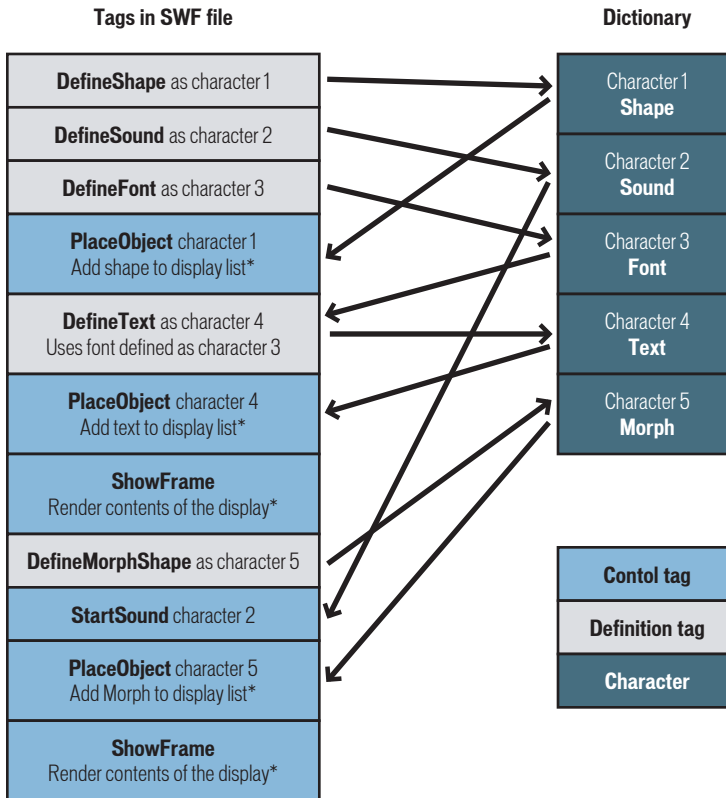 Tags in SWF file
DefineShape as character 1
DefineSound as character 2
DefineFont as character 3
PlaceObject character 1
Add shape to display list*
DefineText as character 4
Uses font defined as character 3
PlaceObject character 4
Add text to display list*
ShowFrame
Render contents of the display*
DefineMorphShape as character 5
StartSound character 2
PlaceObject character 5
Add Morph to display list*
ShowFrame
Render contents of the display*
Dictionary
Character 1
Shape
Character 2
Sound
Character 3
Font
Character 4
Text
Character 5
Morph
Contol tag
Definition tag
Character